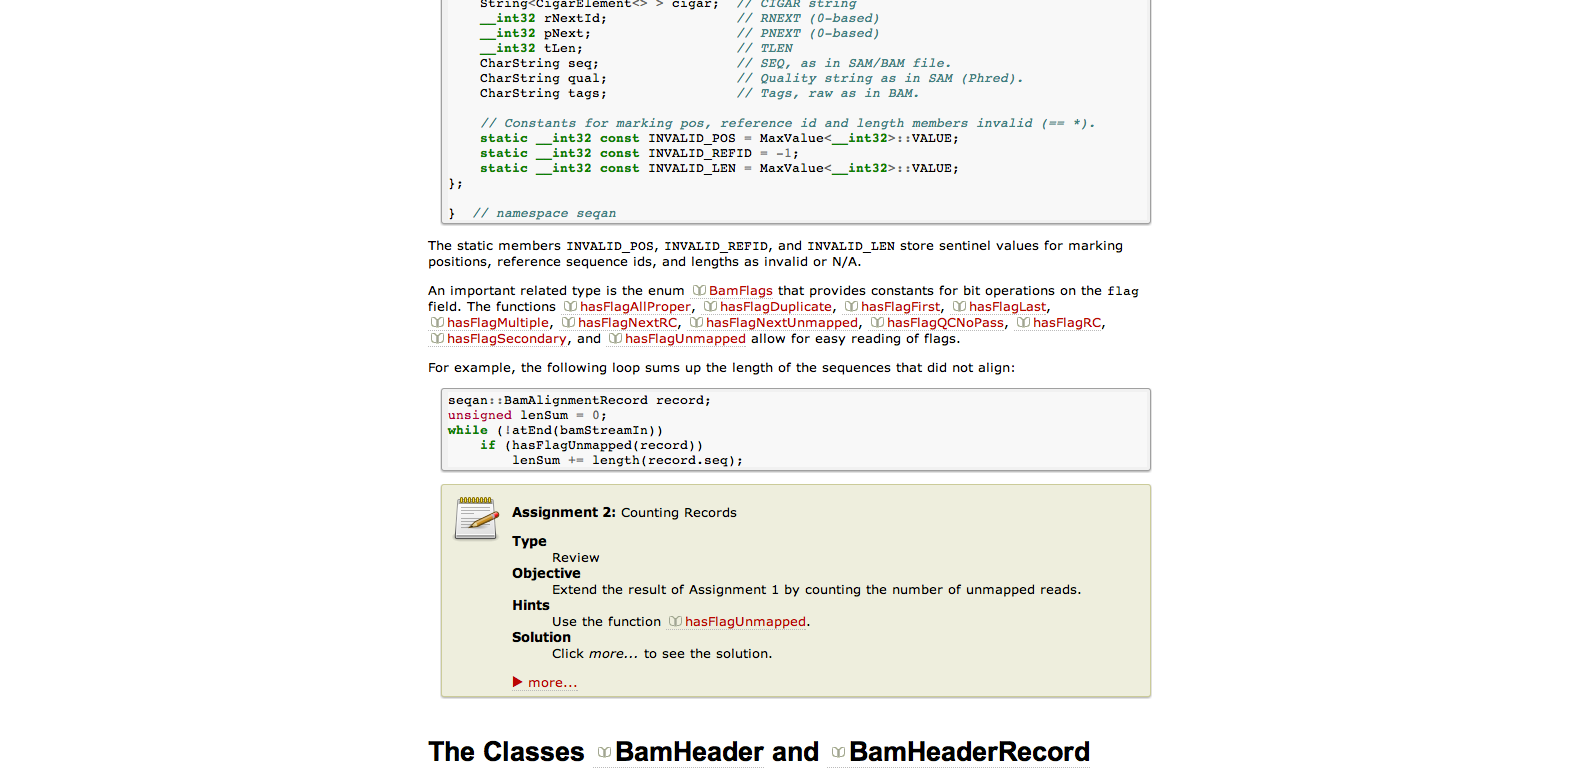 String<CigarElement<> > cigar;  // CIGAR string
__int32 rNextId;                // RNEXT (0-based)
__int32 pNext;                  // PNEXT (0-based)
__int32 tLen;                   // TLEN
CharString seq;                 // SEQ, as in SAM/BAM file.
CharString qual;                // Quality string as in SAM (Phred).
CharString tags;                // Tags, raw as in BAM.
// Constants for marking pos, reference id and length members invalid (== *).
static __int32 const INVALID_POS = MaxValue<__int32>::VALUE;
static __int32 const INVALID_REFID = -1;
static __int32 const INVALID_LEN = MaxValue<__int32>::VALUE;
};
}  // namespace seqan
The static members INVALID_POS, INVALID_REFID, and INVALID_LEN store sentinel values for marking
positions, reference sequence ids, and lengths as invalid or N/A.
An important related type is the enum BamFlags that provides constants for bit operations on the flag
field. The functions hasFlagAllProper, hasFlagDuplicate, hasFlagFirst, hasFlagLast,
hasFlagMultiple, hasFlagNextRC, hasFlagNextUnmapped, hasFlagQCNoPass, hasFlagRC,
hasFlagSecondary, and hasFlagUnmapped allow for easy reading of flags.
For example, the following loop sums up the length of the sequences that did not align:
seqan::BamAlignmentRecord record;
unsigned lenSum = 0;
while (!atEnd(bamStreamIn))
if (hasFlagUnmapped(record))
lenSum += length(record.seq);
Assignment 2: Counting Records
Type
Review
Objective
Extend the result of Assignment 1 by counting the number of unmapped reads.
Hints
Use the function hasFlagUnmapped.
Solution
Click more... to see the solution.
more...
The Classes BamHeader and BamHeaderRecord